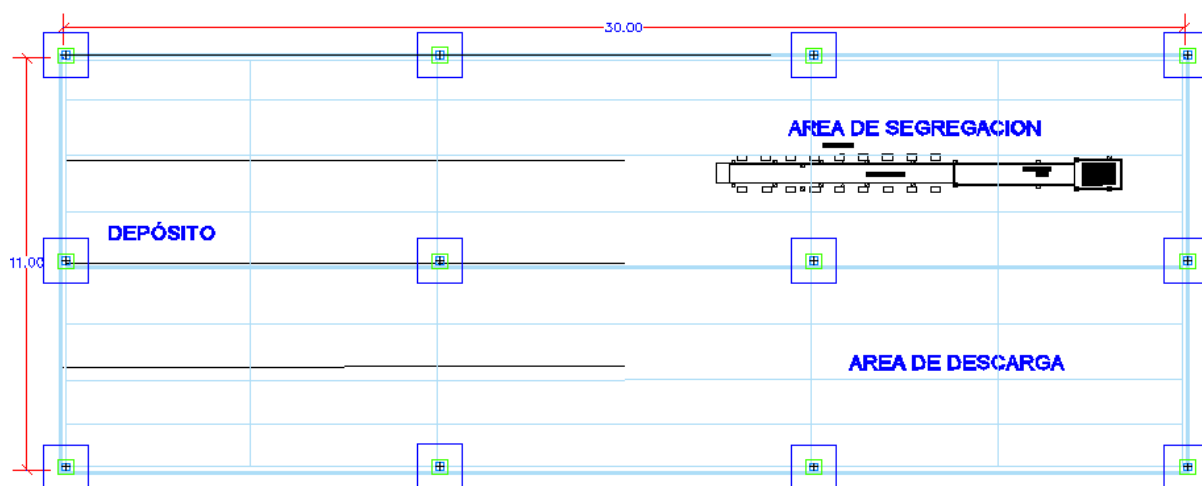 30.00
AREA DE SEGREGACION
DEPÓSITO
11.00
AREA DE DESCARGA